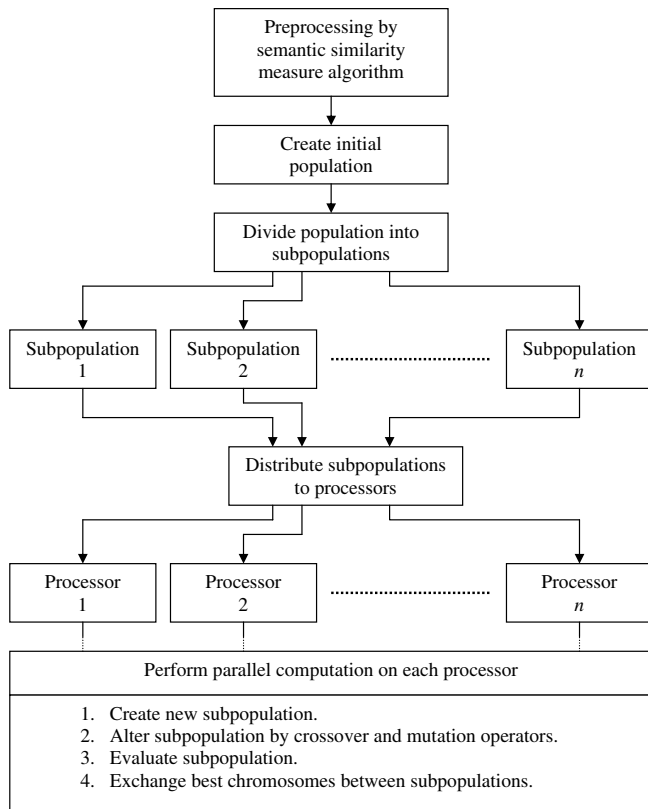 Preprocessing by
semantic similarity
measure algorithm
Create initial
population
Divide population into
subpopulations
Subpopulation
1
Subpopulation
2
Subpopulation
n
Distribute subpopulations
to processors
Processor
1
Processor
2
Processor
n
Perform parallel computation on each processor
1. Create new subpopulation.
2. Alter subpopulation by crossover and mutation operators.
3. Evaluate subpopulation.
4. Exchange best chromosomes between subpopulations.